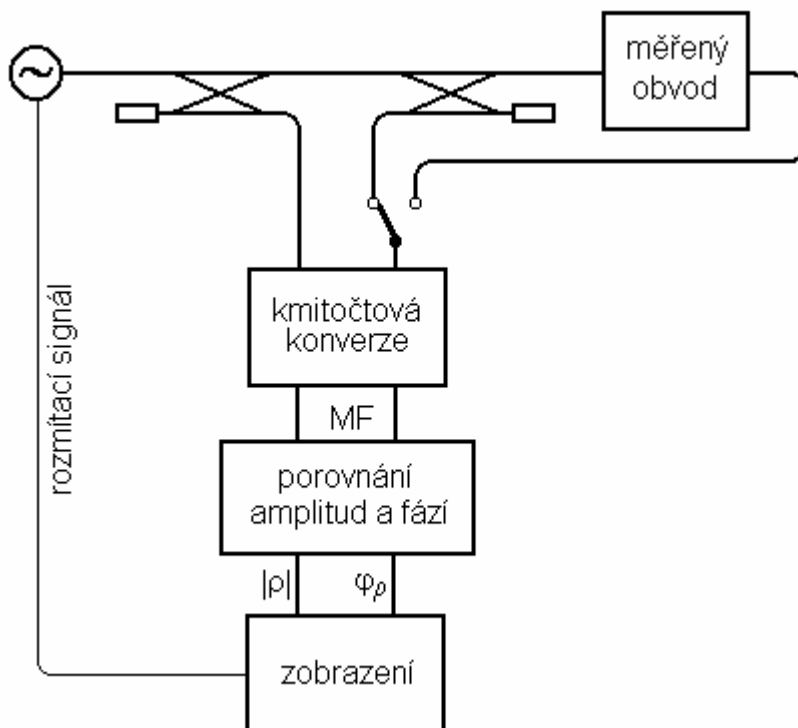 měřený
obvod
kmitočtová
konverze
rozmítací signál
MF
porovnání
amplitud a fází
|ρ| φρ
zobrazení